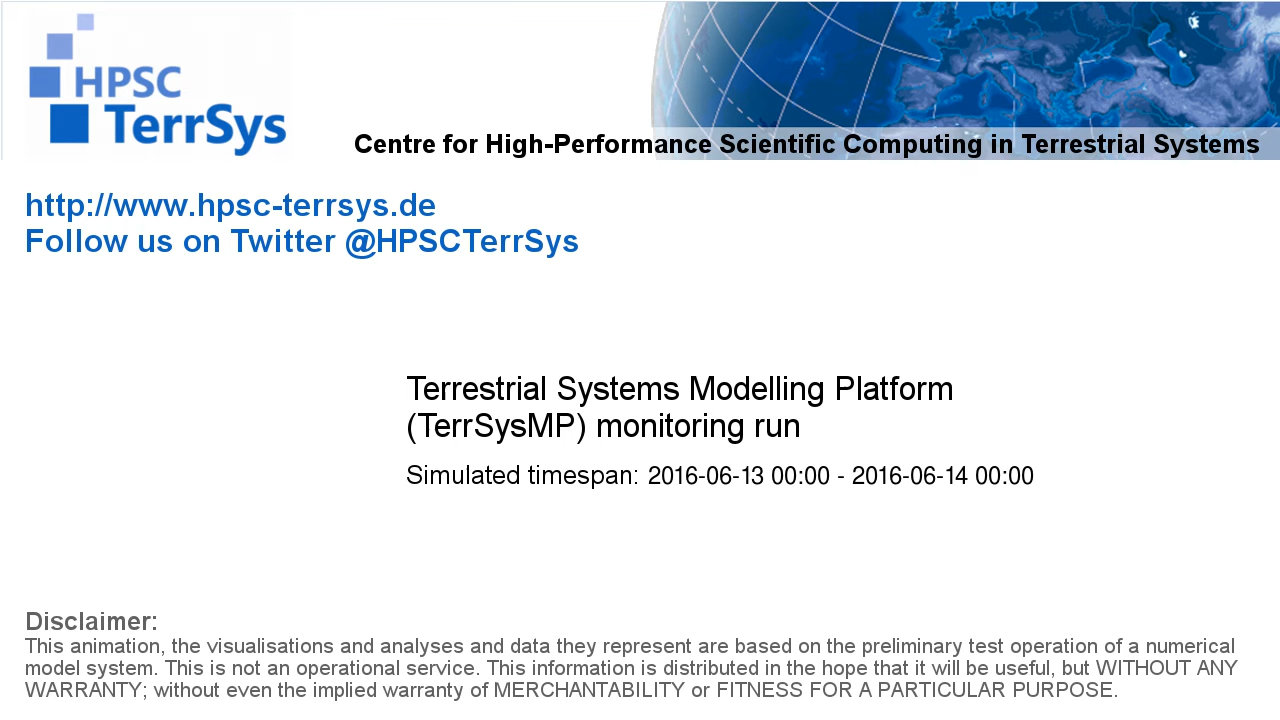 HPSC
TerrSys
Centre for High-Performance Scientific Computing in Terrestrial Systems
http://www.hpsc-terrsys.de
Follow us on Twitter @HPSCTerrSys
Terrestrial Systems Modelling Platform
(TerrSysMP) monitoring run
Simulated timespan: 2016-06-13 00:00 - 2016-06-14 00:00
Disclaimer:
This animation, the visualisations and analyses and data they represent are based on the preliminary test operation of a numerical
model system. This is not an operational service. This information is distributed in the hope that it will be useful, but WITHOUT ANY
WARRANTY; without even the implied warranty of MERCHANTABILITY or FITNESS FOR A PARTICULAR PURPOSE.